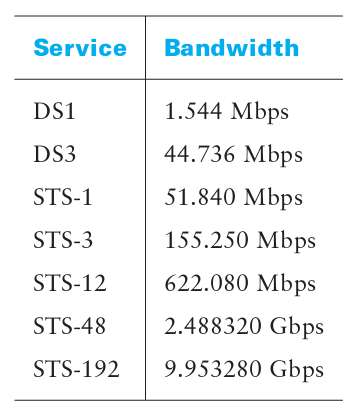 Service Bandwidth
DS1 1.544 Mbps
DS3 44.736 Mbps
STS-1 51.840 Mbps
STS-3 155.250 Mbps
STS-12 622.080 Mbps
STS-48 2.488320 Gbps
STS-192 9.953280 Gbps